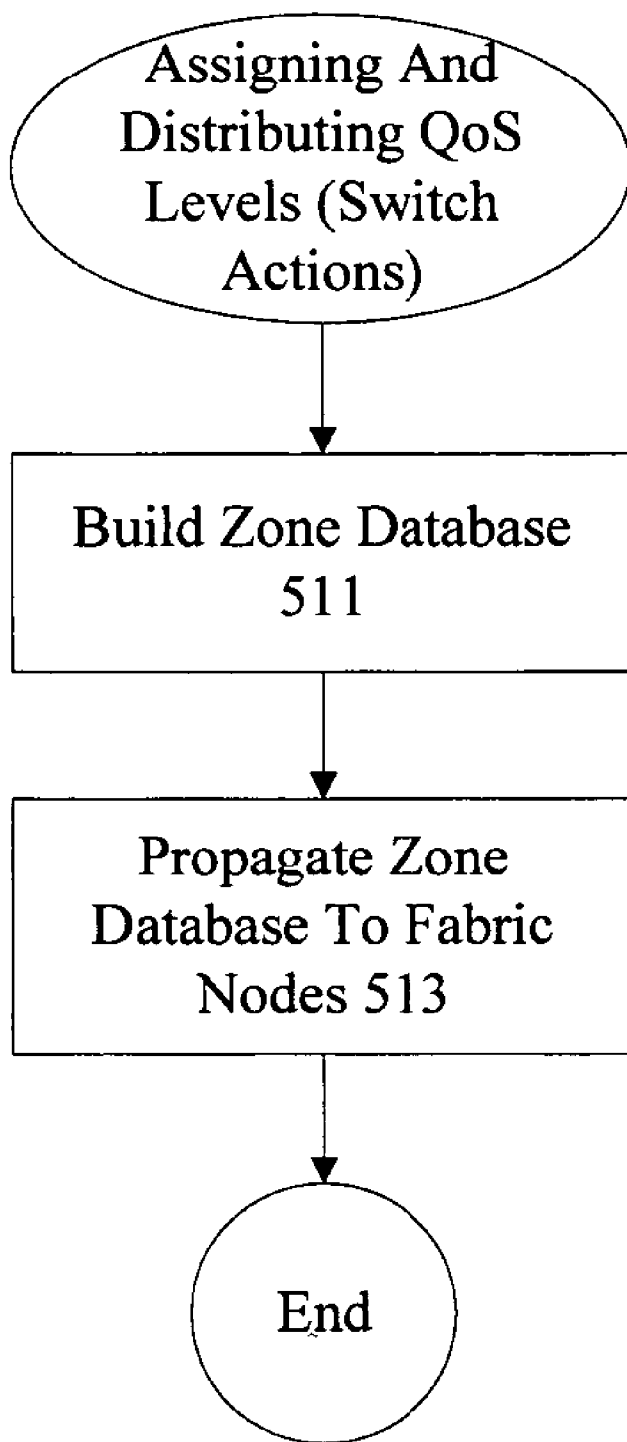 Assigning And
Distributing QoS
Levels (Switch
Actions)
Build Zone Database
511
Propagate Zone
Database To Fabric
Nodes 513
End